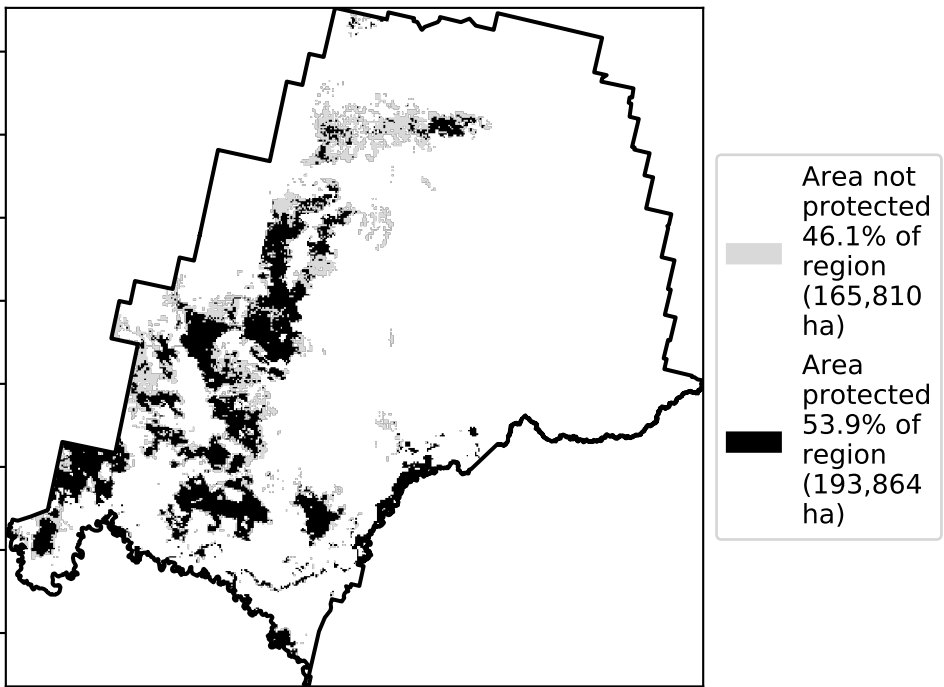 Area not
protected
46.1% of
region
(165,810
ha)
Area
protected
53.9% of
region
(193,864
ha)